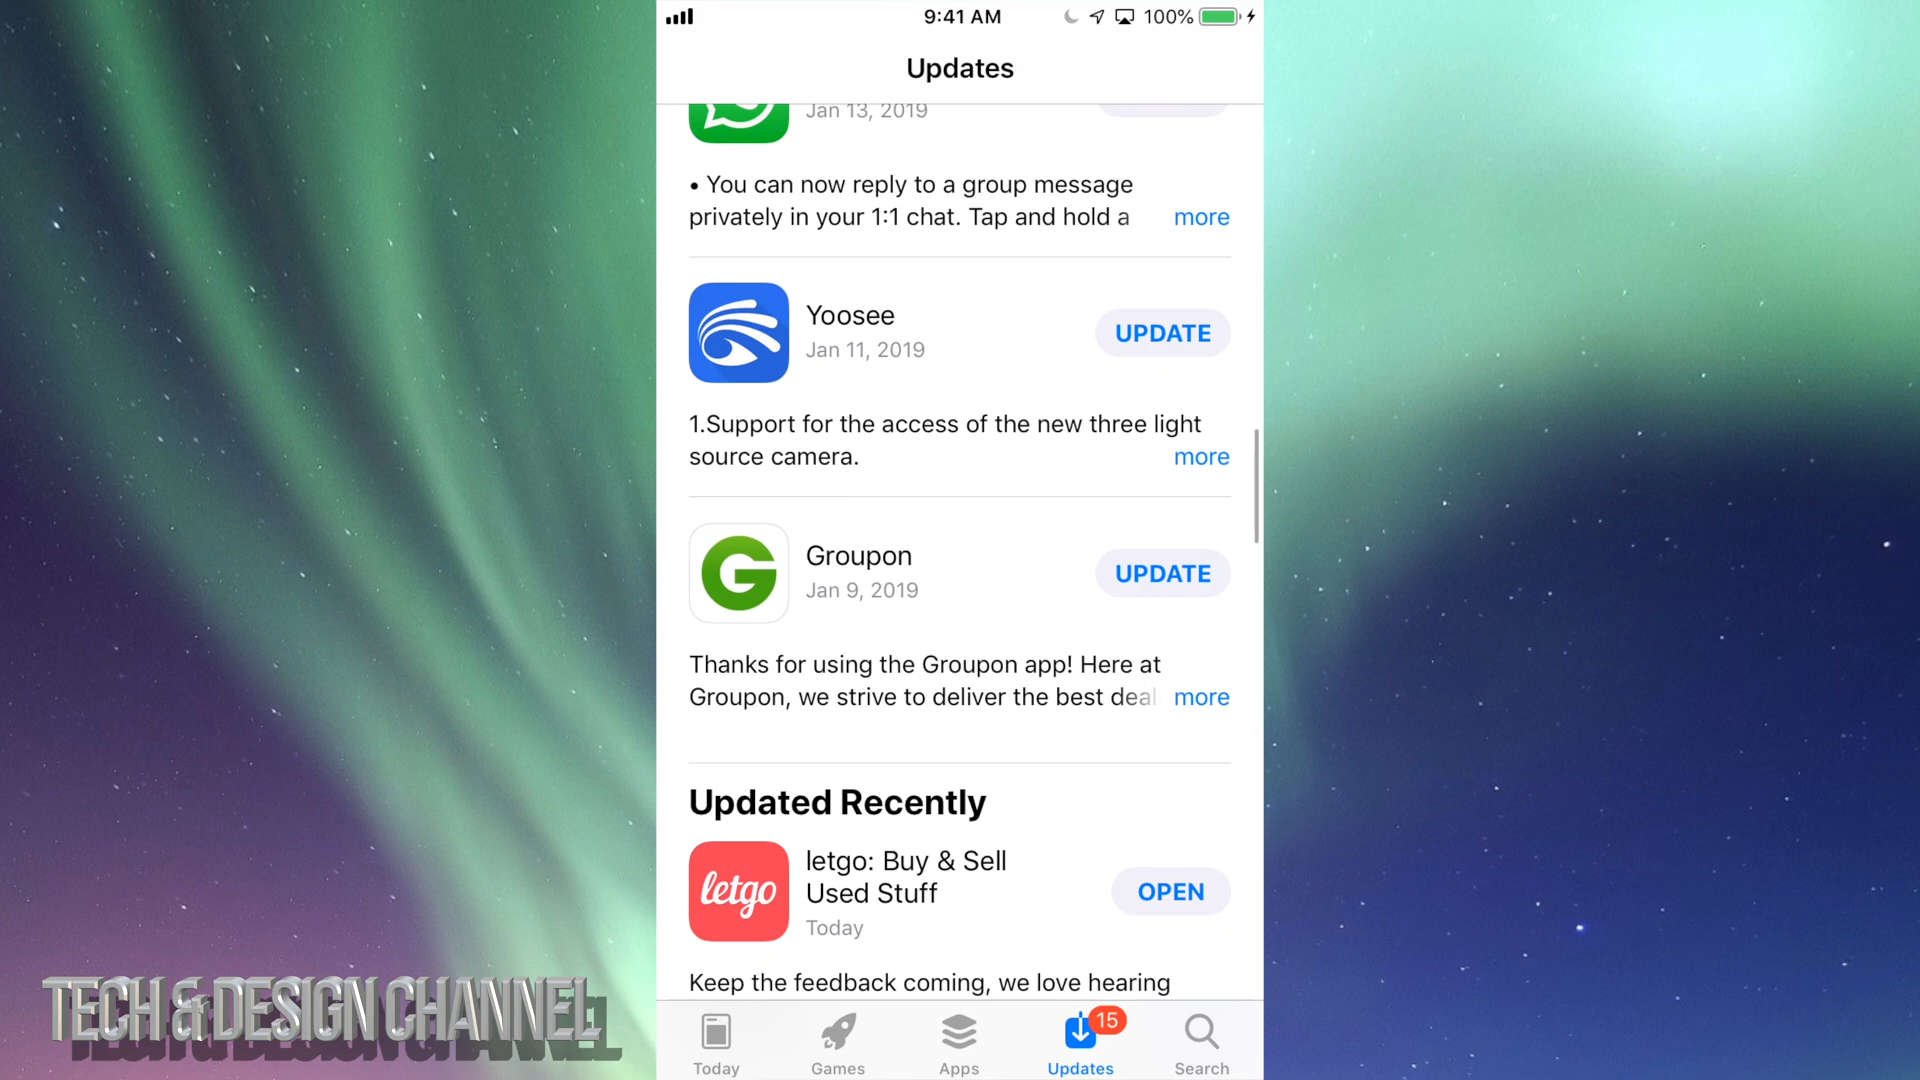 9:41 AM
100%
Updates
Jan 13, 2019
• You can now reply to a group message
privately in your 1:1 chat. Tap and hold a more
Yoosee
Jan 11, 2019
UPDATE
1.Support for the access of the new three light
source camera. more
Groupon
Jan 9, 2019
UPDATE
Thanks for using the Groupon app! Here at
Groupon, we strive to deliver the best deal more
Updated Recently
letgo
letgo: Buy & Sell
Used Stuff
Today
OPEN
Keep the feedback coming, we love hearing
TECH & DESIGN CHANNEL
15
Today Games Apps Updates Search